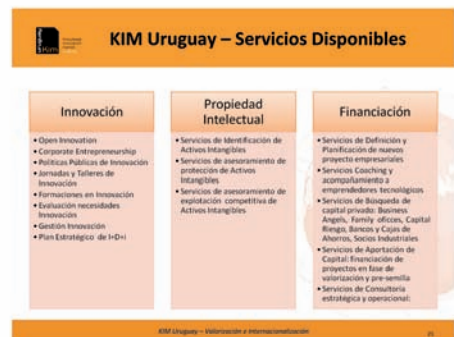 KIM Uruguay – Servicios Disponibles
Innovación
• Open Innovation
• Corporate Entrepreneurship
• Políticas Públicas de Innovación
• Jornadas y Talleres de
Innovación
• Formaciones en Innovación
• Evaluación necesidades
Innovación
• Gestión Innovación
• Plan Estratégico de I+D+i
Propiedad
Intelectual
• Servicios de Identificación de
Activos Intangibles
• Servicios de asesoramiento de
protección de Activos
Intangibles
• Servicios de asesoramiento de
explotación competitiva de
Activos Intangibles
Financiación
• Servicios de Definición y
Planificación de nuevos
proyecto empresariales
• Servicios Coaching y
acompañamiento a
emprendedores tecnológicos
• Servicios de Búsqueda de
capital privado: Business
Angels, Family oficces, Capital
Riesgo, Bancos y Cajas de
Ahorros, Socios Industriales
• Servicios de Aportación de
Capital: financiación de
proyectos en fase de
valorización y pre-semilla
• Servicios de Consultoría
estratégica y operacional:
KIM Uruguay – Valorización e Internacionalización